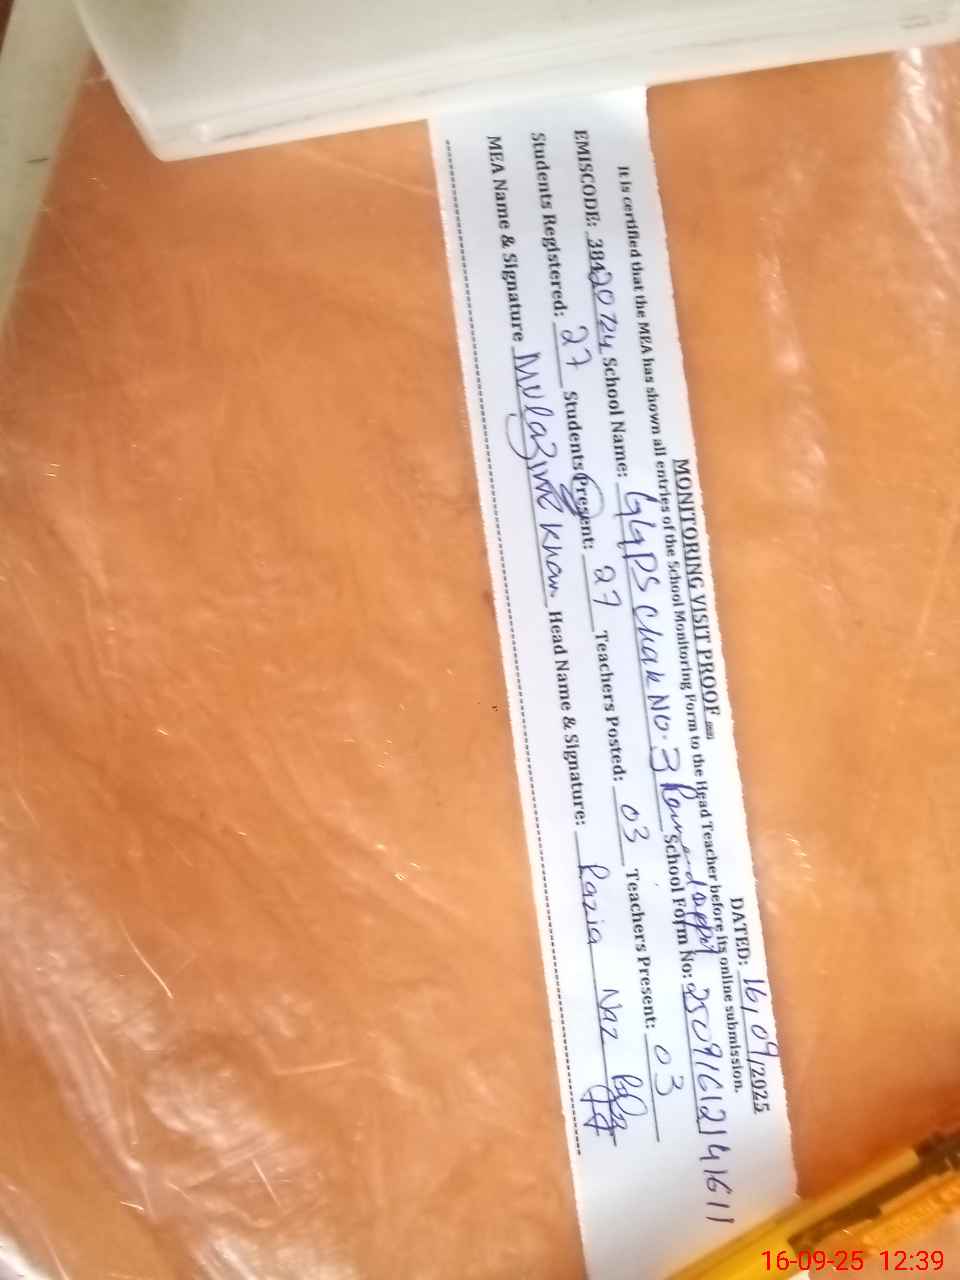 MONITORING VISIT PROOF
DATED: 16/09/2025
It is certified that the MEA has shown all entries of the School Monitoring Form to the Head Teacher before its online submission.
EMISCODE: 38420724 School Name: GGPS Chak No. 3 School Form No: 25091612141611
Students Registered: 27 Students Present: 27 Teachers Posted: 03 Teachers Present: 03
MEA Name & Signature Mulazim Khan Head Name & Signature: Razia Naz
16-09-25 12:39